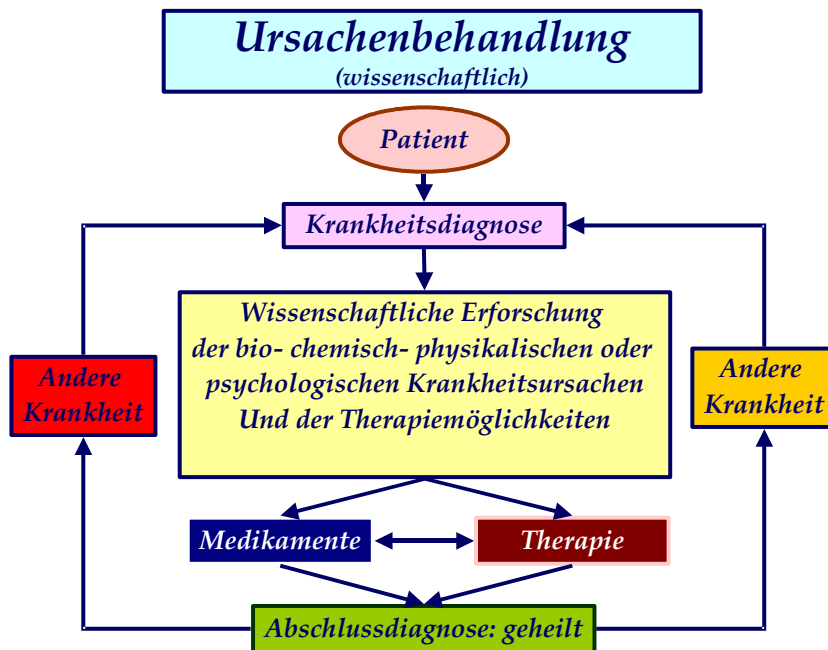 Ursachenbehandlung
(wissenschaftlich)
Patient
Krankheitsdiagnose
Wissenschaftliche Erforschung
der bio- chemisch- physikalischen oder
psychologischen Krankheitsursachen
Und der Therapiemöglichkeiten
Andere
Krankheit
Andere
Krankheit
Medikamente
Therapie
Abschlussdiagnose: geheilt